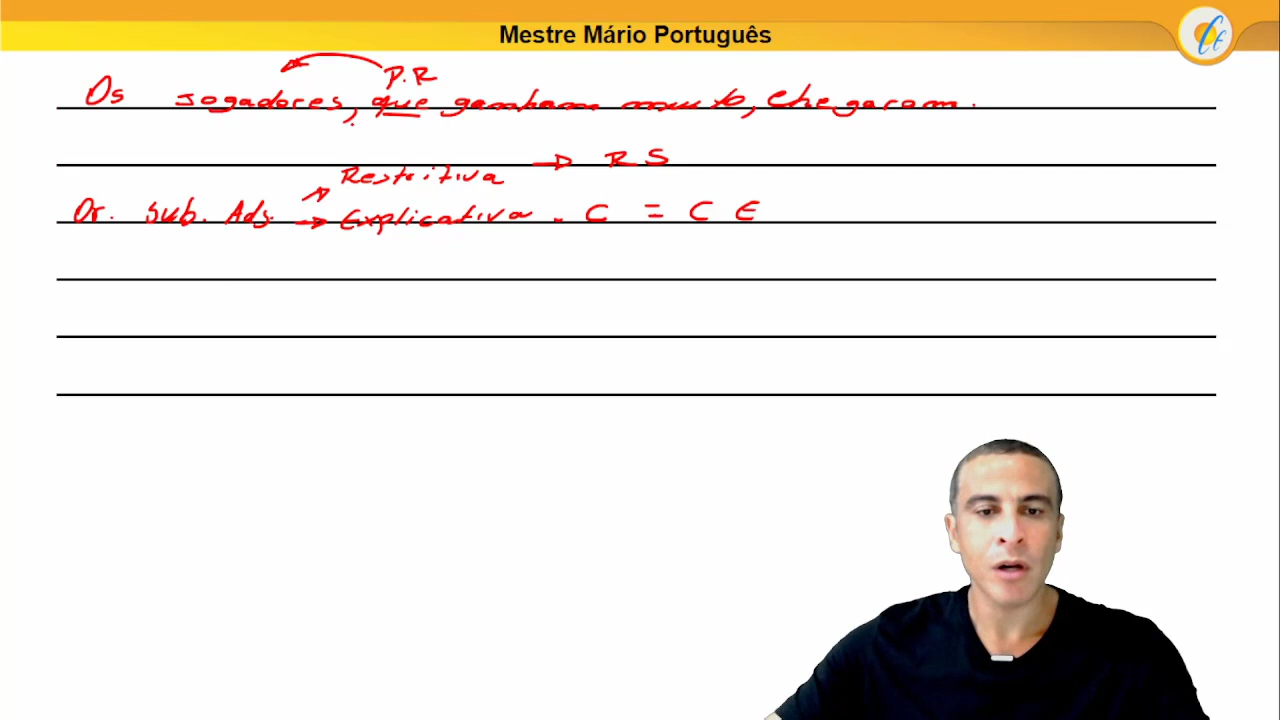 Mestre Mário Português
P.R
Os jogadores, que ganham muito, chegaram.
Restritiva → R S
Or. Sub. Adj. → Explicativa - C = C E